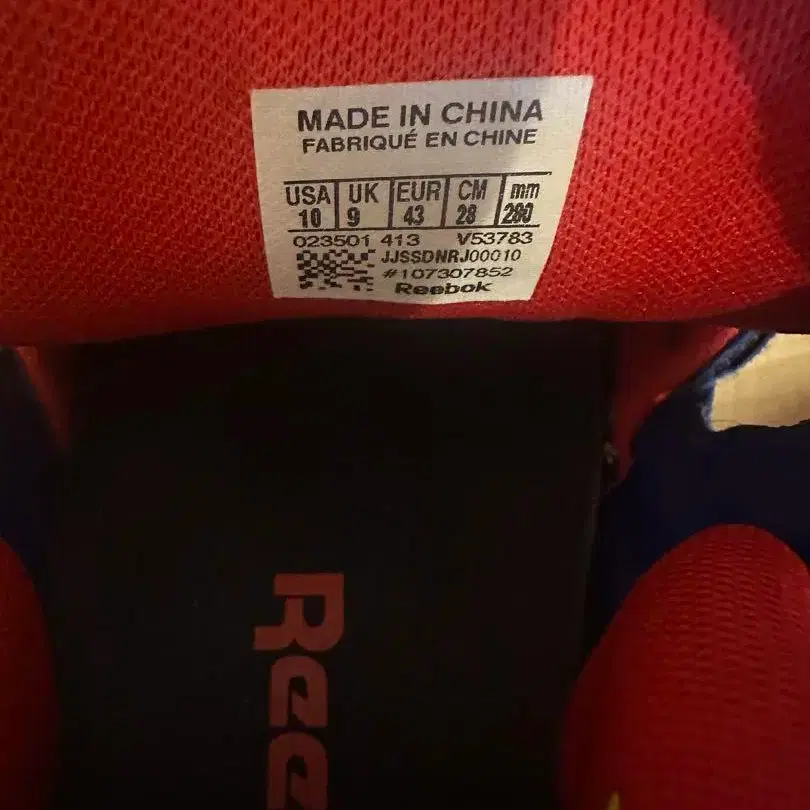 MADE IN CHINA
FABRIQUÉ EN CHINE
USA UK EUR CM mm
10 9 43 28 280
023501 413 V53783
JJSSDNRJ00010
#107307852
Reebok
Ree